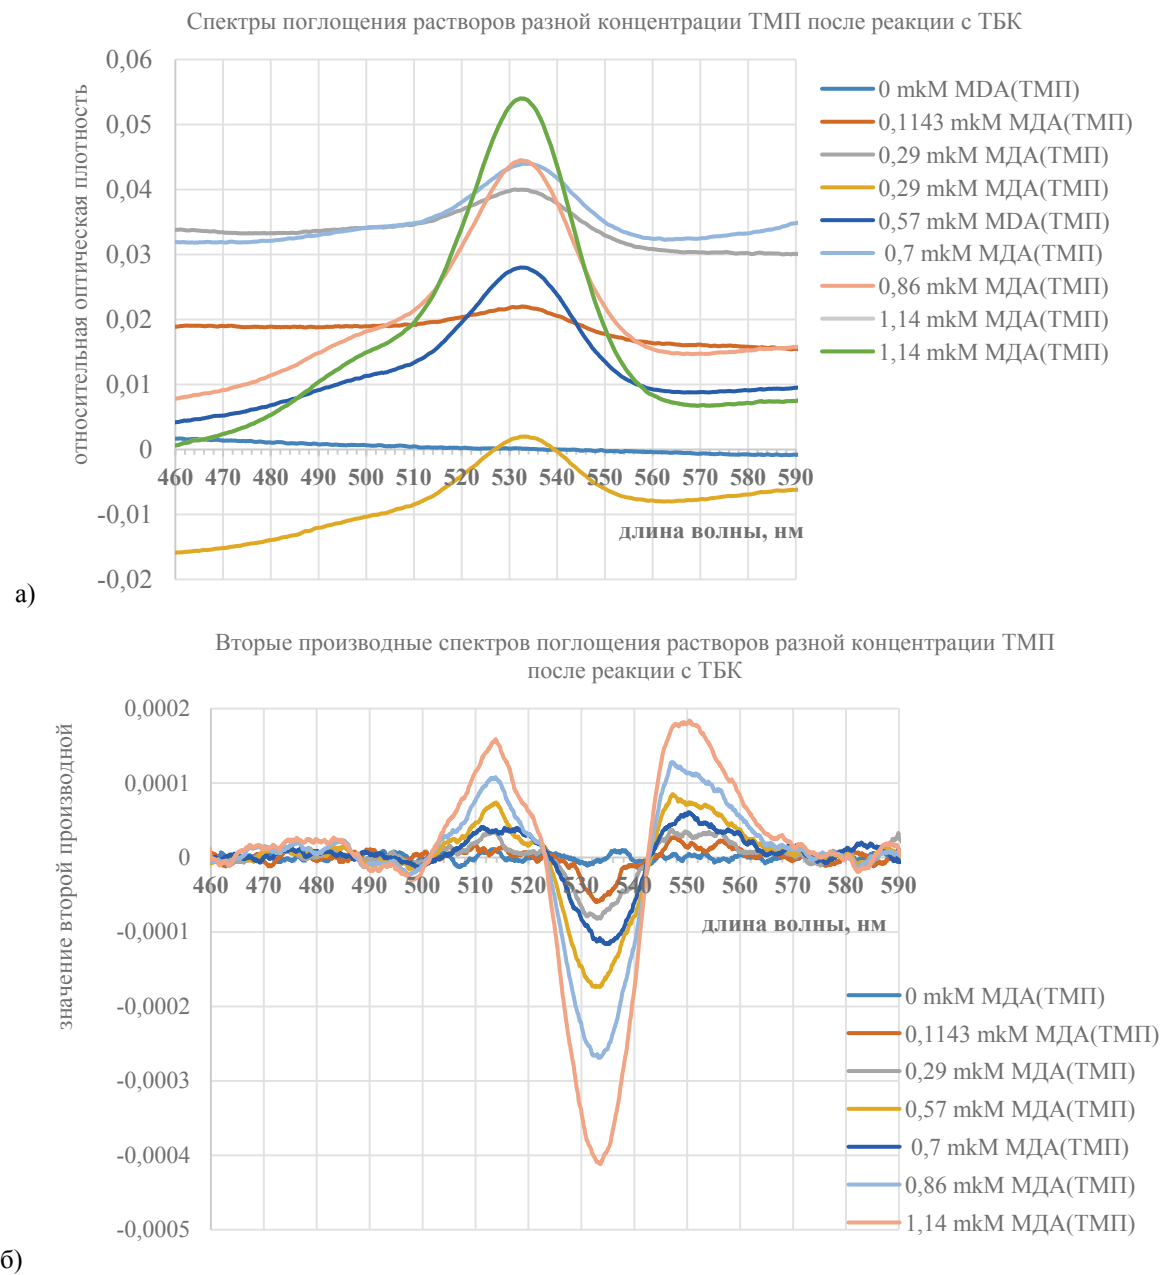 Спектры поглощения растворов разной концентрации ТМП после реакции с ТБК
относительная оптическая плотность
0,06
0,05
0,04
0,03
0,02
0,01
0
-0,01
-0,02
460 470 480 490 500 510 520 530 540 550 560 570 580 590
длина волны, нм
0 mkM MDA(ТМП)
0,1143 mkM МДА(ТМП)
0,29 mkM МДА(ТМП)
0,29 mkM МДА(ТМП)
0,57 mkM MDA(ТМП)
0,7 mkM МДА(ТМП)
0,86 mkM МДА(ТМП)
1,14 mkM МДА(ТМП)
1,14 mkM МДА(ТМП)
а)
Вторые производные спектров поглощения растворов разной концентрации ТМП
после реакции с ТБК
значение второй производной
0,0002
0,0001
0
-0,0001
-0,0002
-0,0003
-0,0004
-0,0005
460 470 480 490 500 510 520 530 540 550 560 570 580 590
длина волны, нм
0 mkM МДА(ТМП)
0,1143 mkM МДА(ТМП)
0,29 mkM МДА(ТМП)
0,57 mkM МДА(ТМП)
0,7 mkM МДА(ТМП)
0,86 mkM МДА(ТМП)
1,14 mkM МДА(ТМП)
б)